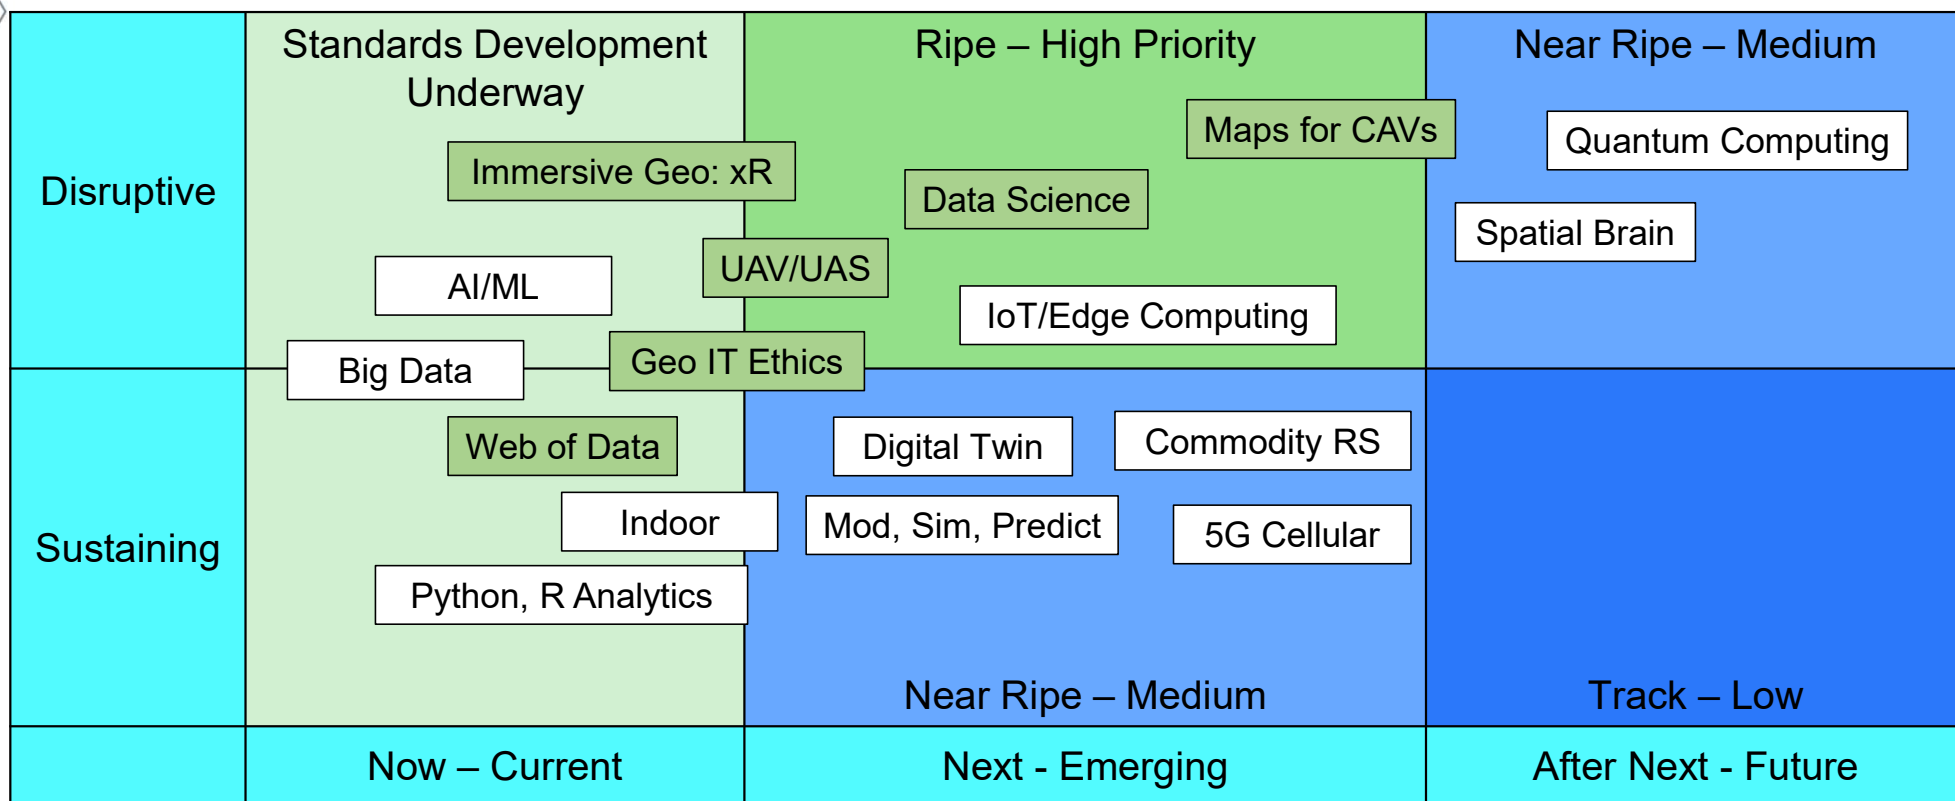 Standards Development
Underway
Ripe – High Priority
Near Ripe – Medium
Disruptive
Immersive Geo: xR
Maps for CAVs
Quantum Computing
Data Science
Spatial Brain
UAV/UAS
AI/ML
IoT/Edge Computing
Big Data
Geo IT Ethics
Sustaining
Web of Data
Digital Twin
Commodity RS
Indoor
Mod, Sim, Predict
5G Cellular
Python, R Analytics
Near Ripe – Medium
Track – Low
Now – Current
Next - Emerging
After Next - Future